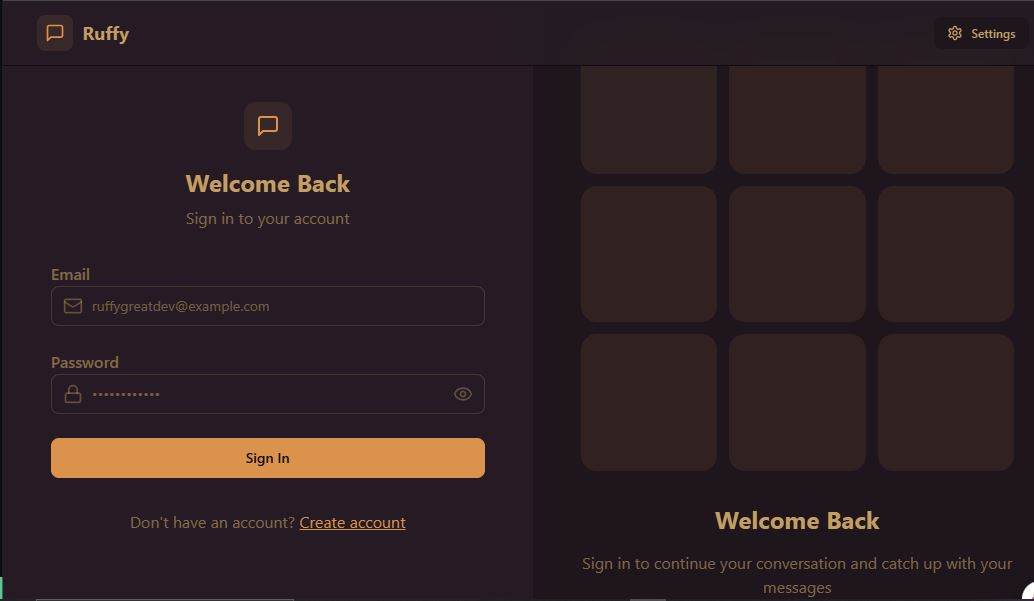 Ruffy
Settings
Welcome Back
Sign in to your account
Email
ruffygreatdev@example.com
Password
••••••••••••
Sign In
Don't have an account? Create account
Welcome Back
Sign in to continue your conversation and catch up with your
messages